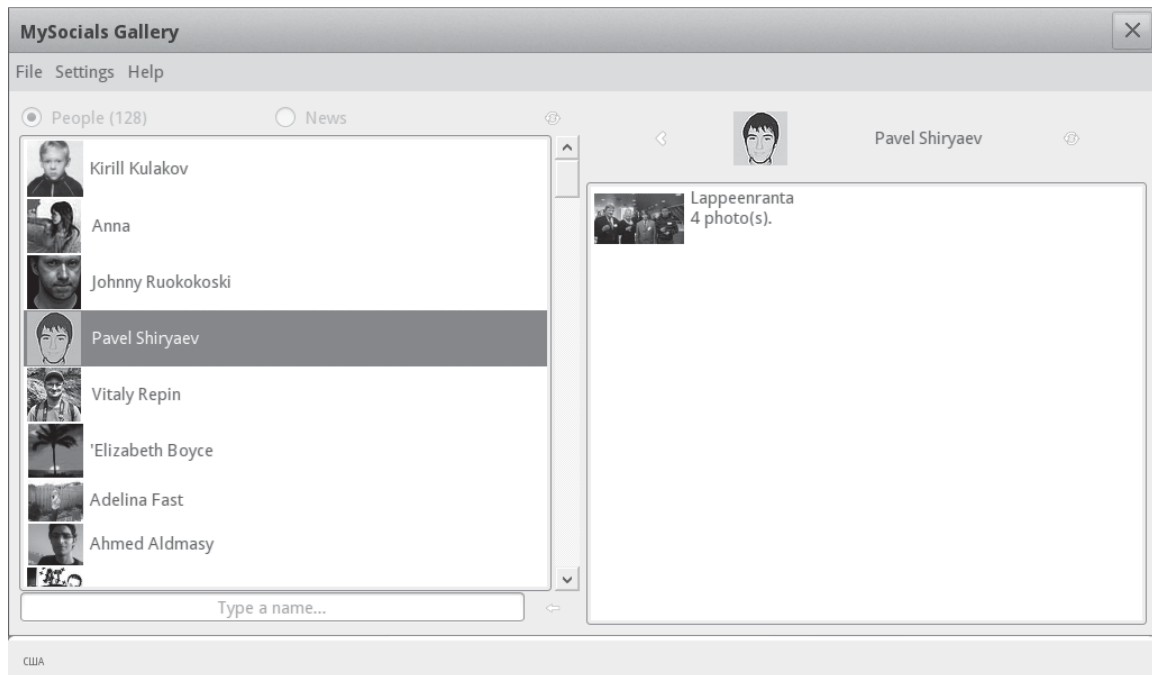 MySocials Gallery
File Settings Help
People (128) News
Pavel Shiryaev
Kirill Kulakov
Anna
Johnny Ruokokoski
Pavel Shiryaev
Vitaly Repin
'Elizabeth Boyce
Adelina Fast
Ahmed Aldmasy
Type a name...
Lappeenranta
4 photo(s).
США